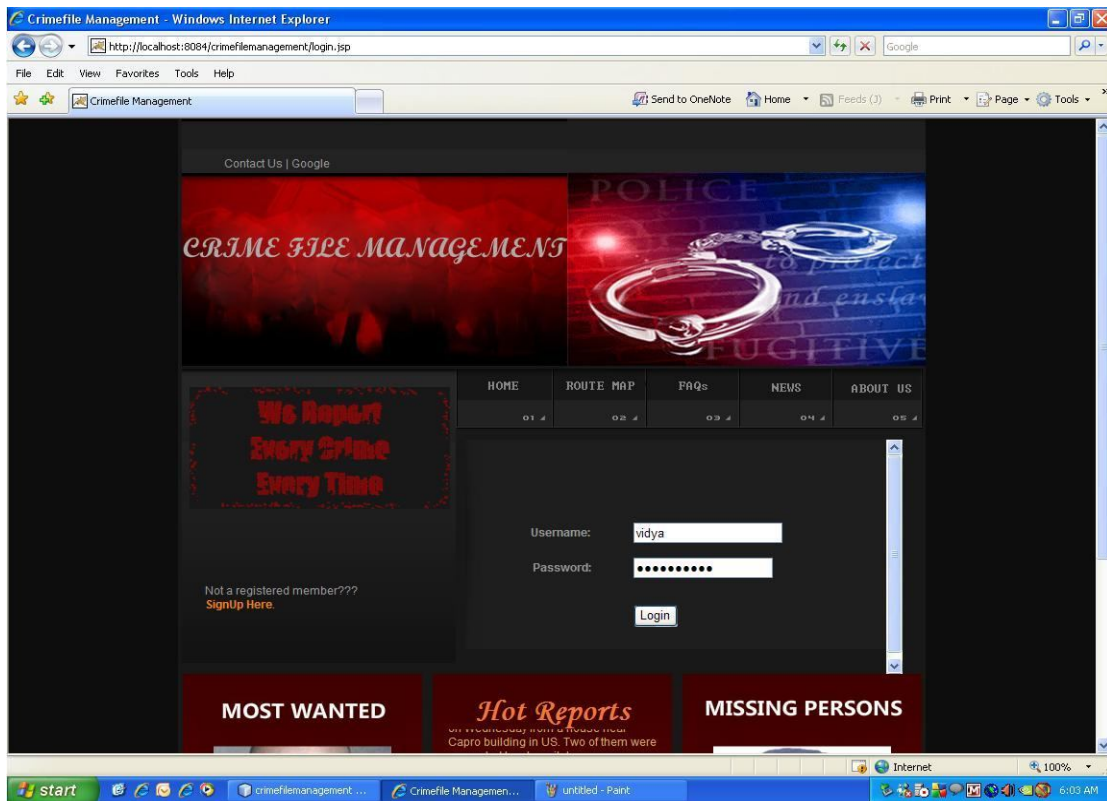 Crimefile Management - Windows Internet Explorer
http://localhost:8084/crimefilemanagement/login.jsp
Google
File Edit View Favorites Tools Help
Crimefile Management
Send to OneNote Home Feeds (J) Print Page Tools
Contact Us | Google
CRIME FILE MANAGEMENT
POLICE
to protect
and ensla
FUGITIVE
HOME ROUTE MAP FAQs NEWS ABOUT US
01 02 03 04 05
We Report
Every Crime
Every Time
Username: vidya
Password: ●●●●●●●●●●
Login
Not a registered member???
SignUp Here.
MOST WANTED
Hot Reports
on Wednesday from a house near
Capro building in US. Two of them were
MISSING PERSONS
Internet 100%
start crimefilemanagement ... Crimefile Managemen... untitled - Paint 6:03 AM